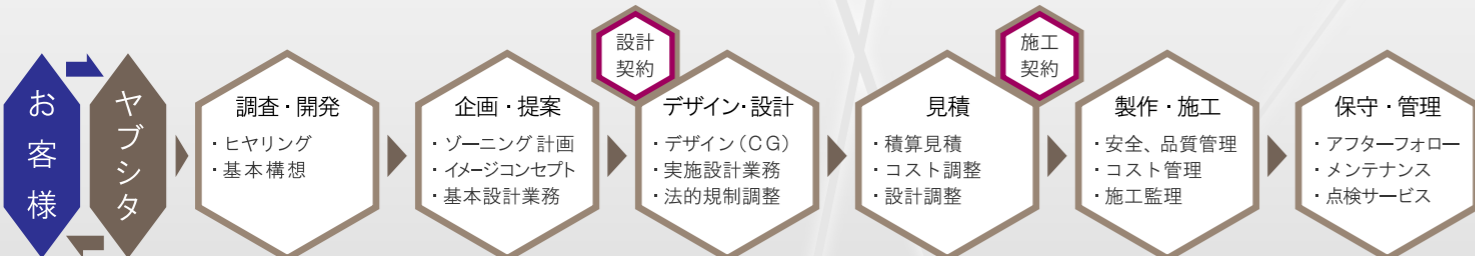 お客様
ヤブシタ
調査・開発
・ヒヤリング
・基本構想
企画・提案
・ゾーニング計画
・イメージコンセプト
・基本設計業務
設計
契約
デザイン・設計
・デザイン(CG)
・実施設計業務
・法的規制調整
見積
・積算見積
・コスト調整
・設計調整
施工
契約
製作・施工
・安全、品質管理
・コスト管理
・施工監理
保守・管理
・アフターフォロー
・メンテナンス
・点検サービス